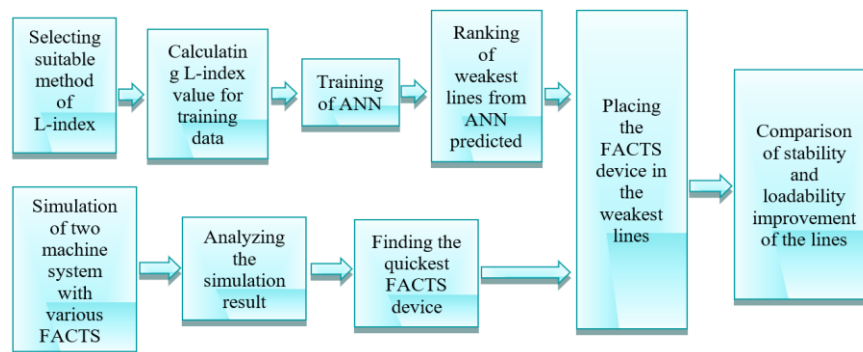 Selecting
suitable
method
of
L-index
Calculatin
g L-index
value for
training
data
Training
of ANN
Ranking
of
weakest
lines from
ANN
predicted
Simulation
of two
machine
system
with
various
FACTS
Analyzing
the
simulation
result
Finding the
quickest
FACTS
device
Placing
the
FACTS
device in
the
weakest
lines
Comparison
of stability
and
loadability
improvement
of the lines